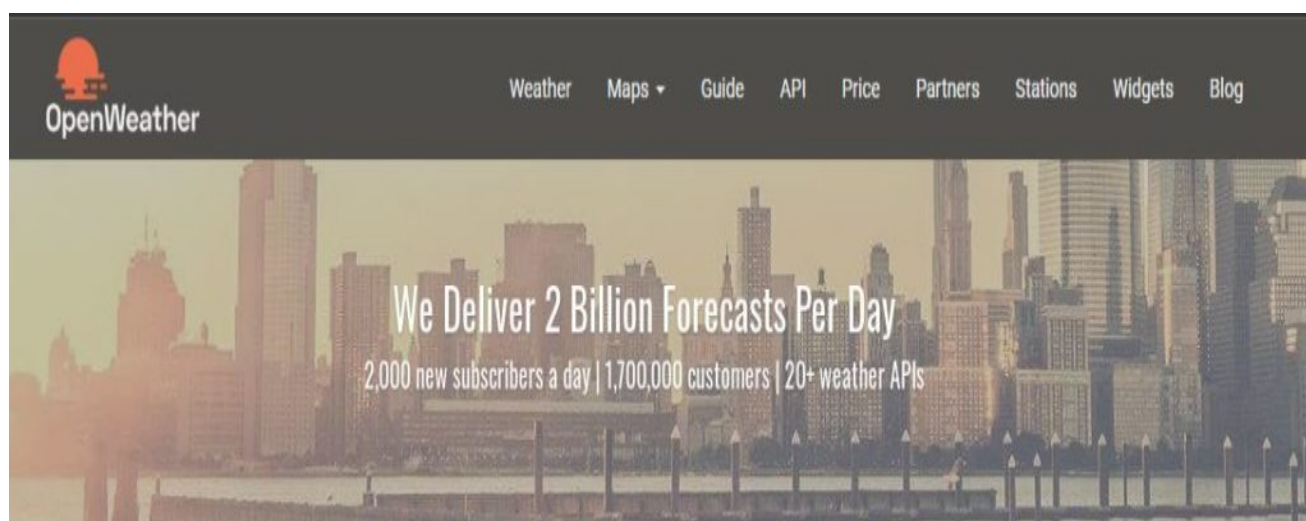 OpenWeather
Weather Maps Guide API Price Partners Stations Widgets Blog
We Deliver 2 Billion Forecasts Per Day
2,000 new subscribers a day | 1,700,000 customers | 20+ weather APIs